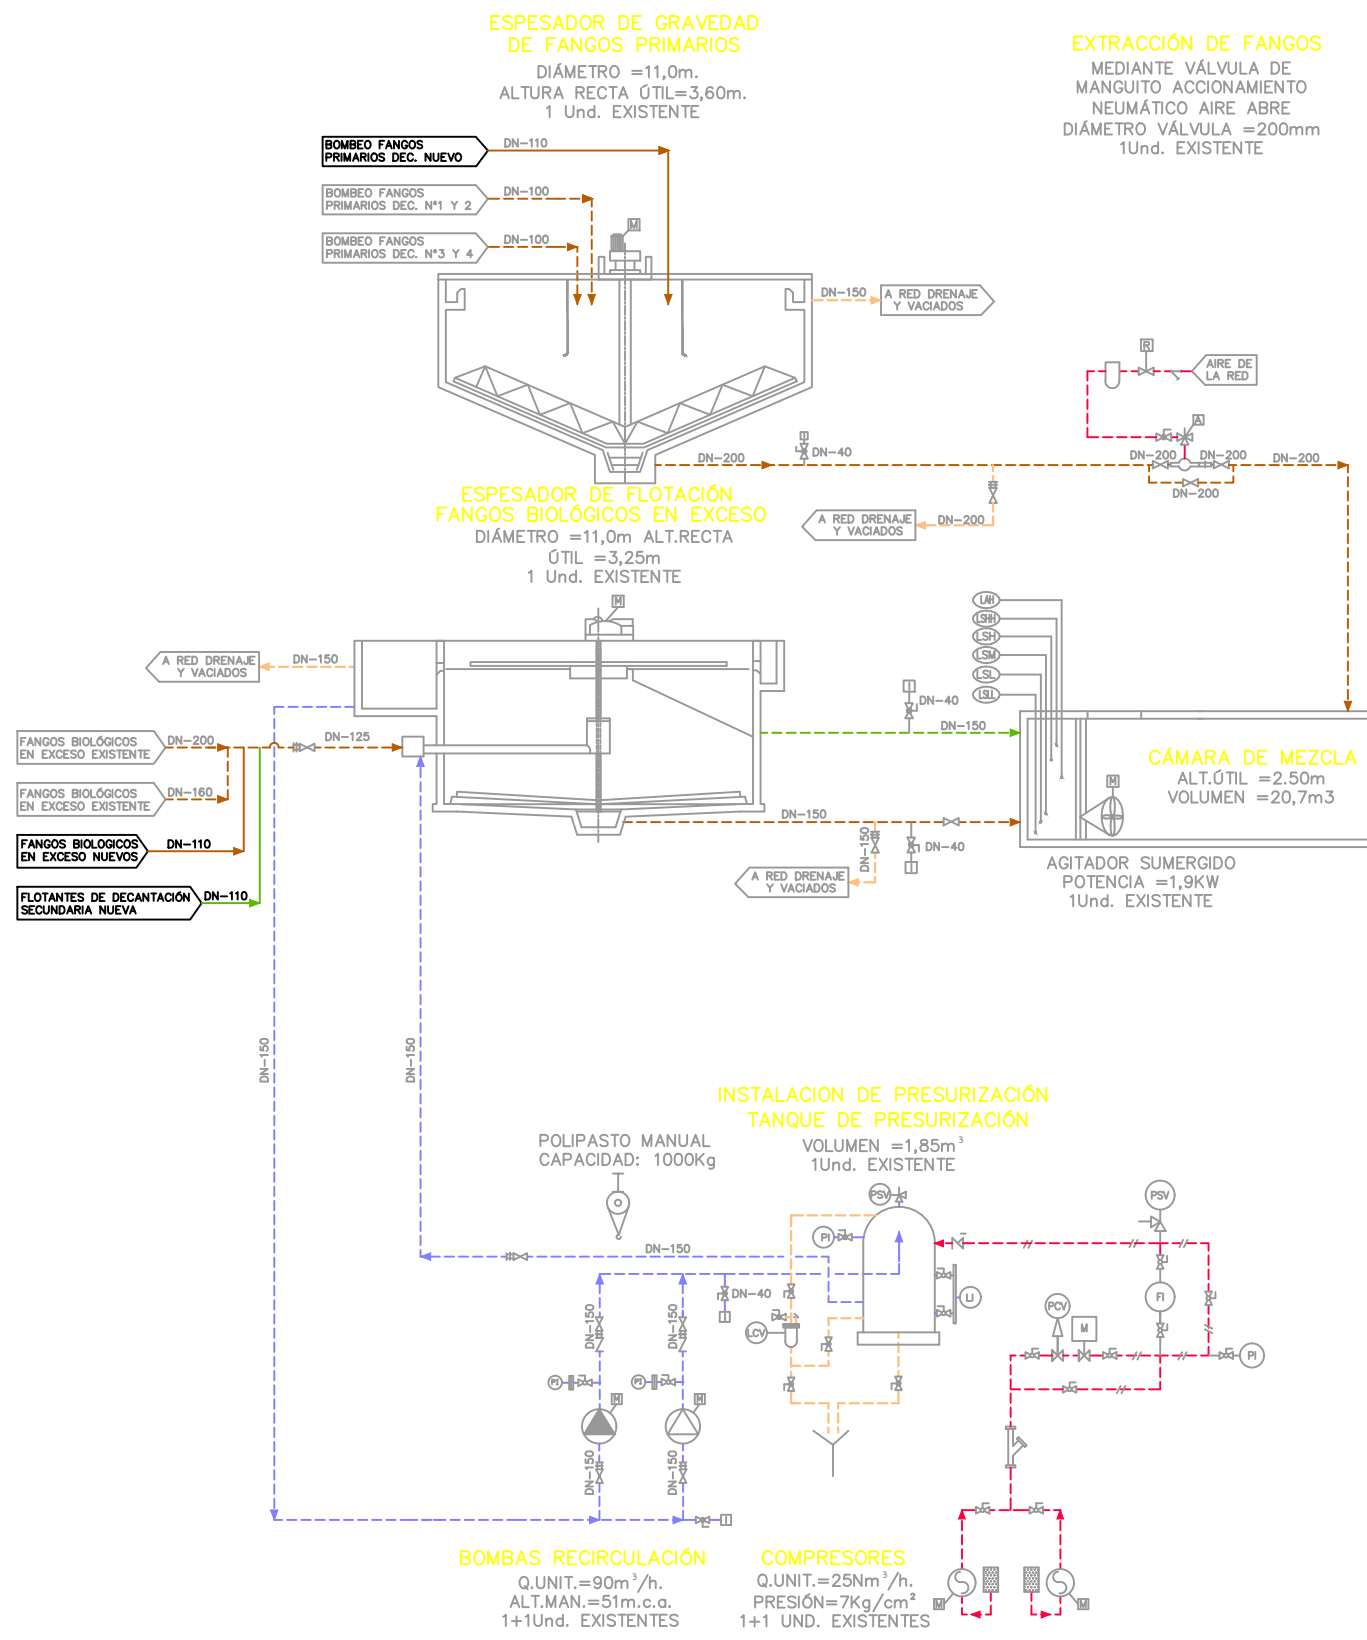 ESPESADOR DE GRAVEDAD
DE FANGOS PRIMARIOS
DIÁMETRO =11,0m.
ALTURA RECTA ÚTIL=3,60m.
1 Und. EXISTENTE
EXTRACCIÓN DE FANGOS
MEDIANTE VÁLVULA DE
MANGUITO ACCIONAMIENTO
NEUMÁTICO AIRE ABRE
DIÁMETRO VÁLVULA =200mm
1Und. EXISTENTE
BOMBEO FANGOS
PRIMARIOS DEC. NUEVO
DN-110
BOMBEO FANGOS
PRIMARIOS DEC. Nº1 Y 2
DN-100
BOMBEO FANGOS
PRIMARIOS DEC. Nº3 Y 4
DN-100
M
DN-150
A RED DRENAJE
Y VACIADOS
R
AIRE DE
LA RED
A
DN-200
DN-40
DN-200
DN-200
DN-200
DN-200
A RED DRENAJE
Y VACIADOS
DN-200
ESPESADOR DE FLOTACIÓN
FANGOS BIOLÓGICOS EN EXCESO
DIÁMETRO =11,0m ALT.RECTA
ÚTIL =3,25m
1 Und. EXISTENTE
M
LAH
LSHH
LSH
LSM
LSL
LSLL
A RED DRENAJE
Y VACIADOS
DN-150
DN-40
DN-150
FANGOS BIOLÓGICOS
EN EXCESO EXISTENTE
DN-200
DN-125
FANGOS BIOLÓGICOS
EN EXCESO EXISTENTE
DN-160
FANGOS BIOLOGICOS
EN EXCESO NUEVOS
DN-110
FLOTANTES DE DECANTACIÓN
SECUNDARIA NUEVA
DN-110
CÁMARA DE MEZCLA
ALT.ÚTIL =2.50m
VOLUMEN =20,7m3
M
DN-150
DN-150
DN-40
A RED DRENAJE
Y VACIADOS
AGITADOR SUMERGIDO
POTENCIA =1,9KW
1Und. EXISTENTE
DN-150
DN-150
INSTALACION DE PRESURIZACIÓN
TANQUE DE PRESURIZACIÓN
VOLUMEN =1,85m³
1Und. EXISTENTE
POLIPASTO MANUAL
CAPACIDAD: 1000Kg
PSV
PSV
PI
DN-150
DN-40
LI
FI
PCV
M
LCV
PI
DN-150
DN-150
PI
PI
M
M
DN-150
DN-150
BOMBAS RECIRCULACIÓN
Q.UNIT.=90m³/h.
ALT.MAN.=51m.c.a.
1+1Und. EXISTENTES
COMPRESORES
Q.UNIT.=25Nm³/h.
PRESIÓN=7Kg/cm²
1+1 UND. EXISTENTES
M
M